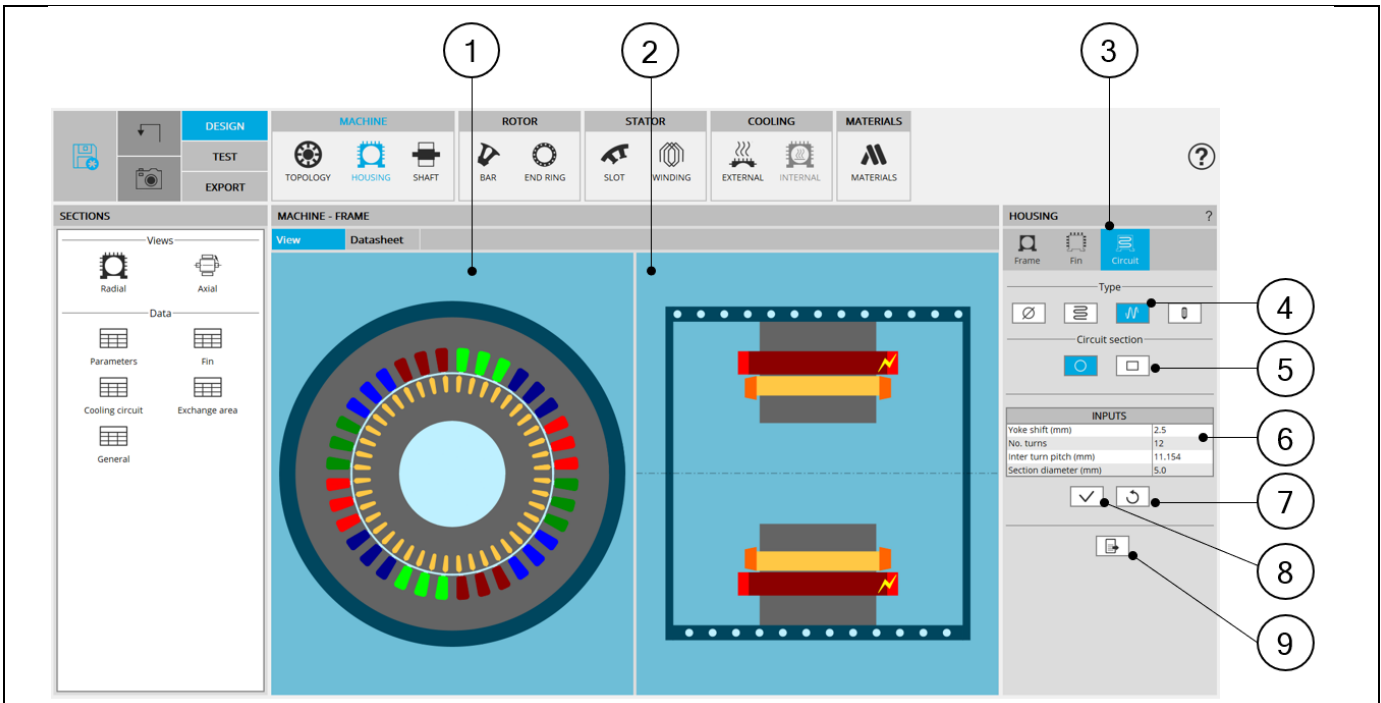 1
2
3
DESIGN
TEST
EXPORT
MACHINE
TOPOLOGY
HOUSING
SHAFT
ROTOR
BAR
END RING
STATOR
SLOT
WINDING
COOLING
EXTERNAL
INTERNAL
MATERIALS
MATERIALS
?
SECTIONS
Views
Radial
Axial
Data
Parameters
Fin
Cooling circuit
Exchange area
General
MACHINE - FRAME
View
Datasheet
HOUSING
?
Frame
Fin
Circuit
Type
Circuit section
INPUTS
Yoke shift (mm) 2.5
No. turns 12
Inter turn pitch (mm) 11.154
Section diameter (mm) 5.0
4
5
6
7
8
9